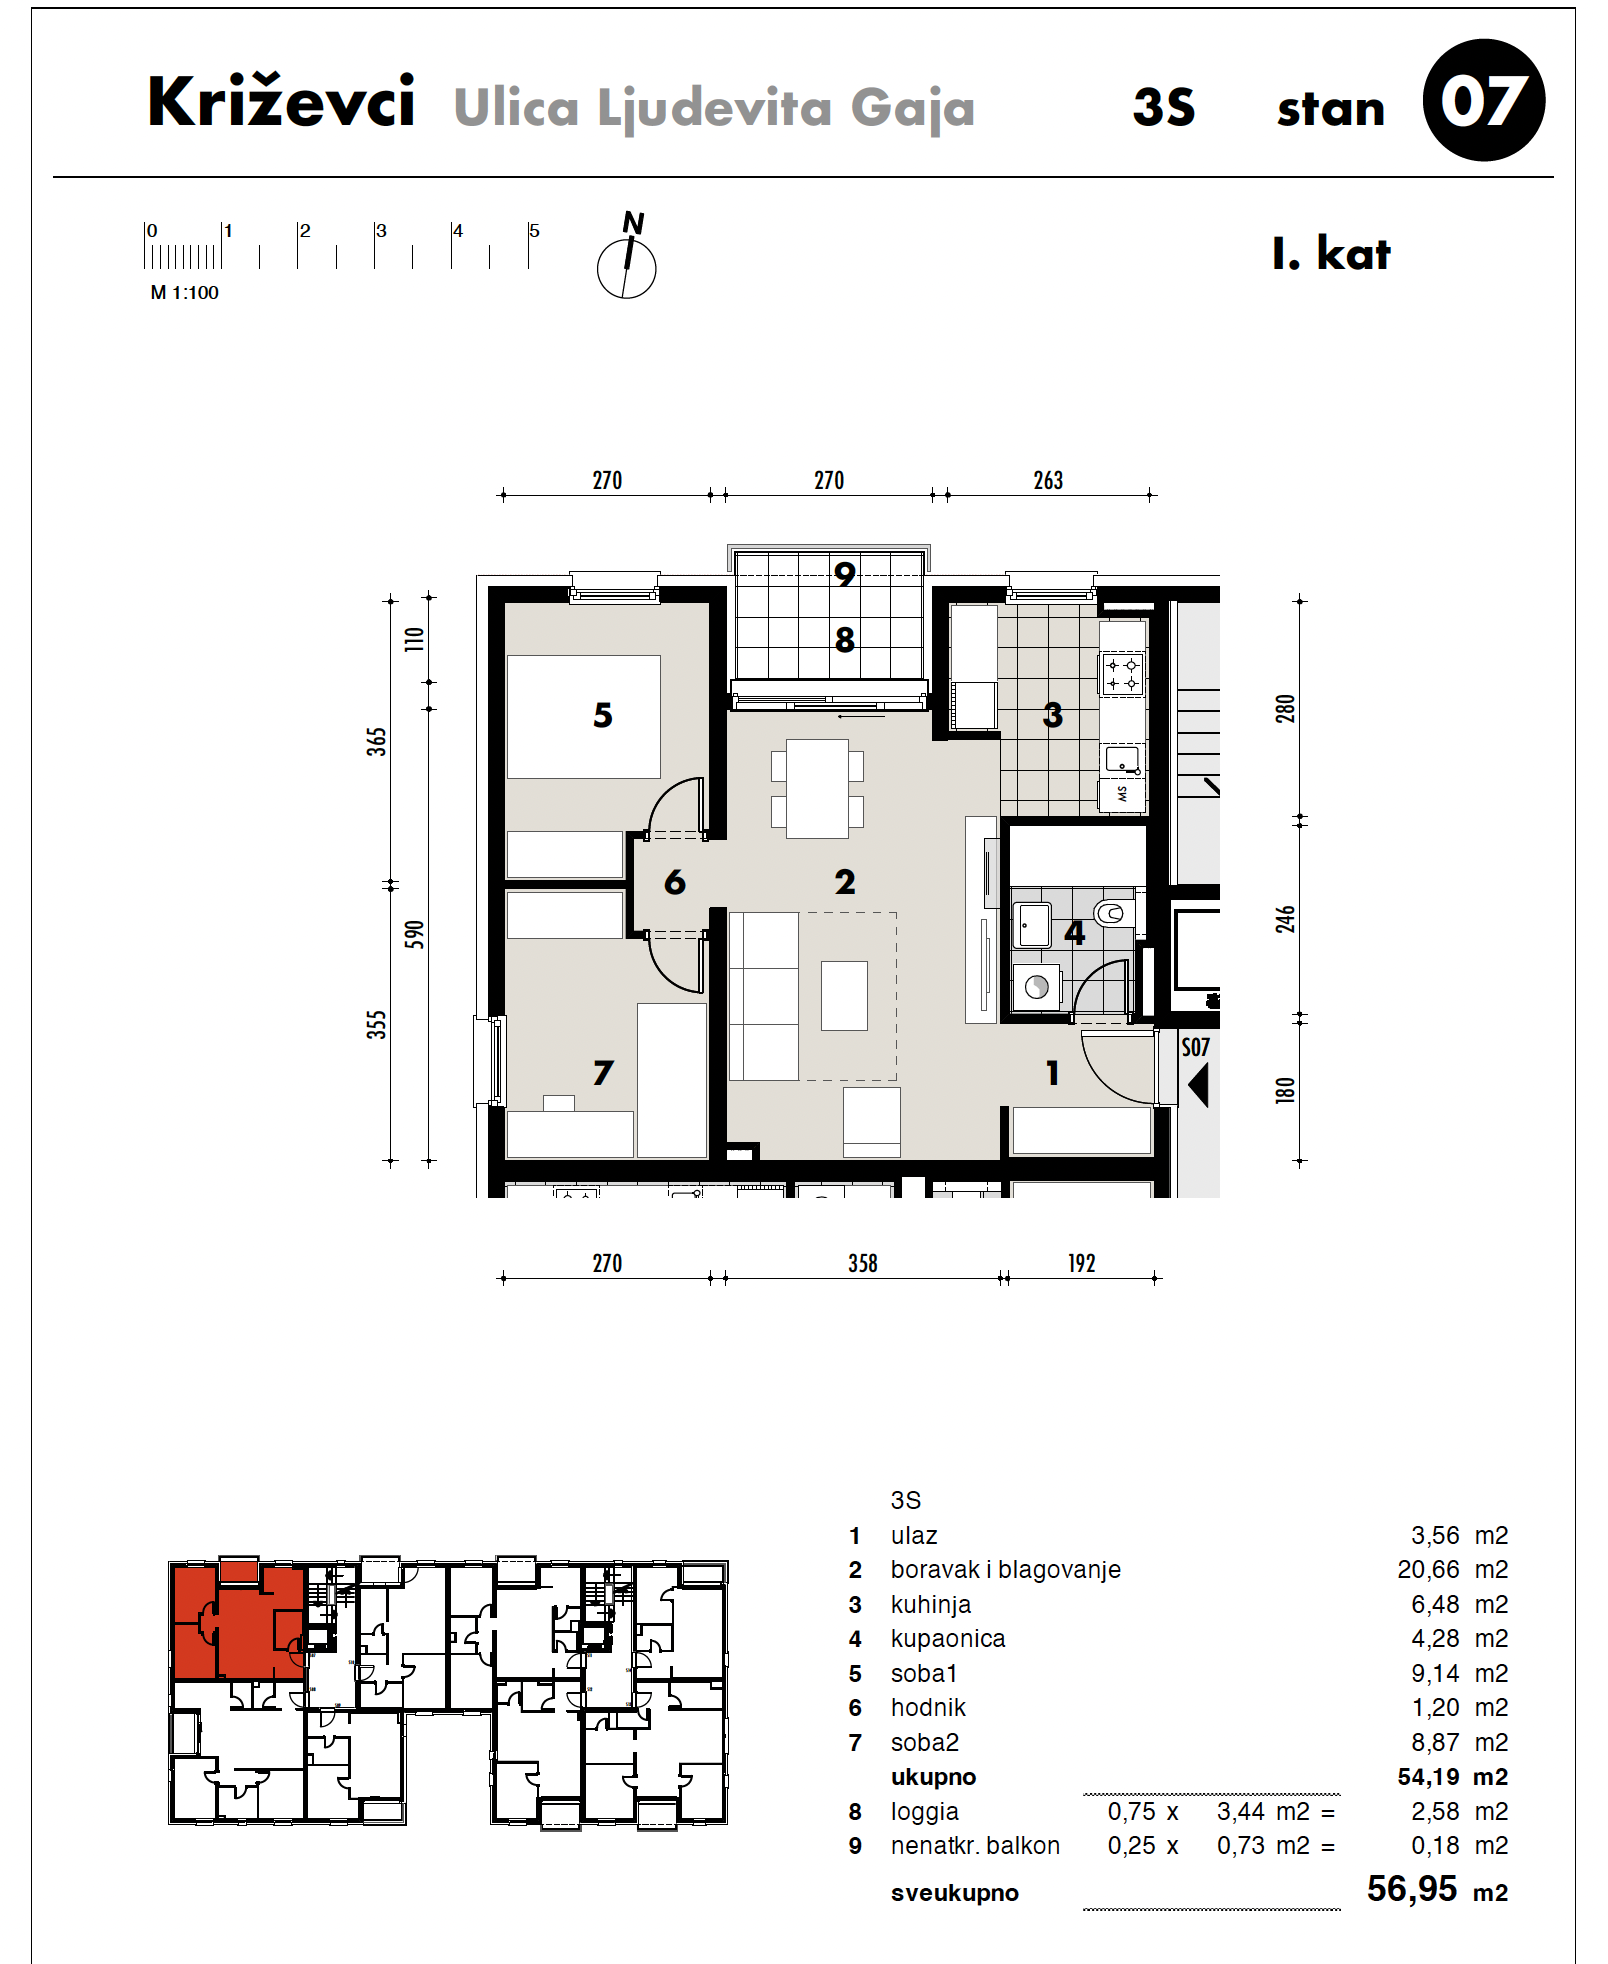 Križevci Ulica Ljudevita Gaja 3S stan 07
0 1 2 3 4 5
M 1:100
N
I. kat
270 270 263
110
365
590
355
280
246
180
9
8
5
3
MS
6
2
4
7
1
S07
270 358 192
3S
1 ulaz 3,56 m2
2 boravak i blagovanje 20,66 m2
3 kuhinja 6,48 m2
4 kupaonica 4,28 m2
5 soba1 9,14 m2
6 hodnik 1,20 m2
7 soba2 8,87 m2
ukupno 54,19 m2
8 loggia 0,75 x 3,44 m2 = 2,58 m2
9 nenatkr. balkon 0,25 x 0,73 m2 = 0,18 m2
sveukupno 56,95 m2